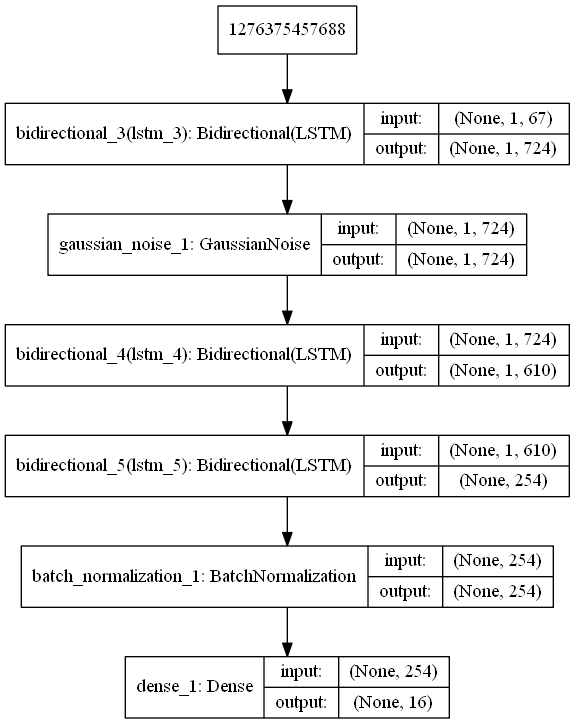 1276375457688
bidirectional_3(lstm_3): Bidirectional(LSTM)
input: (None, 1, 67)
output: (None, 1, 724)
gaussian_noise_1: GaussianNoise
input: (None, 1, 724)
output: (None, 1, 724)
bidirectional_4(lstm_4): Bidirectional(LSTM)
input: (None, 1, 724)
output: (None, 1, 610)
bidirectional_5(lstm_5): Bidirectional(LSTM)
input: (None, 1, 610)
output: (None, 254)
batch_normalization_1: BatchNormalization
input: (None, 254)
output: (None, 254)
dense_1: Dense
input: (None, 254)
output: (None, 16)